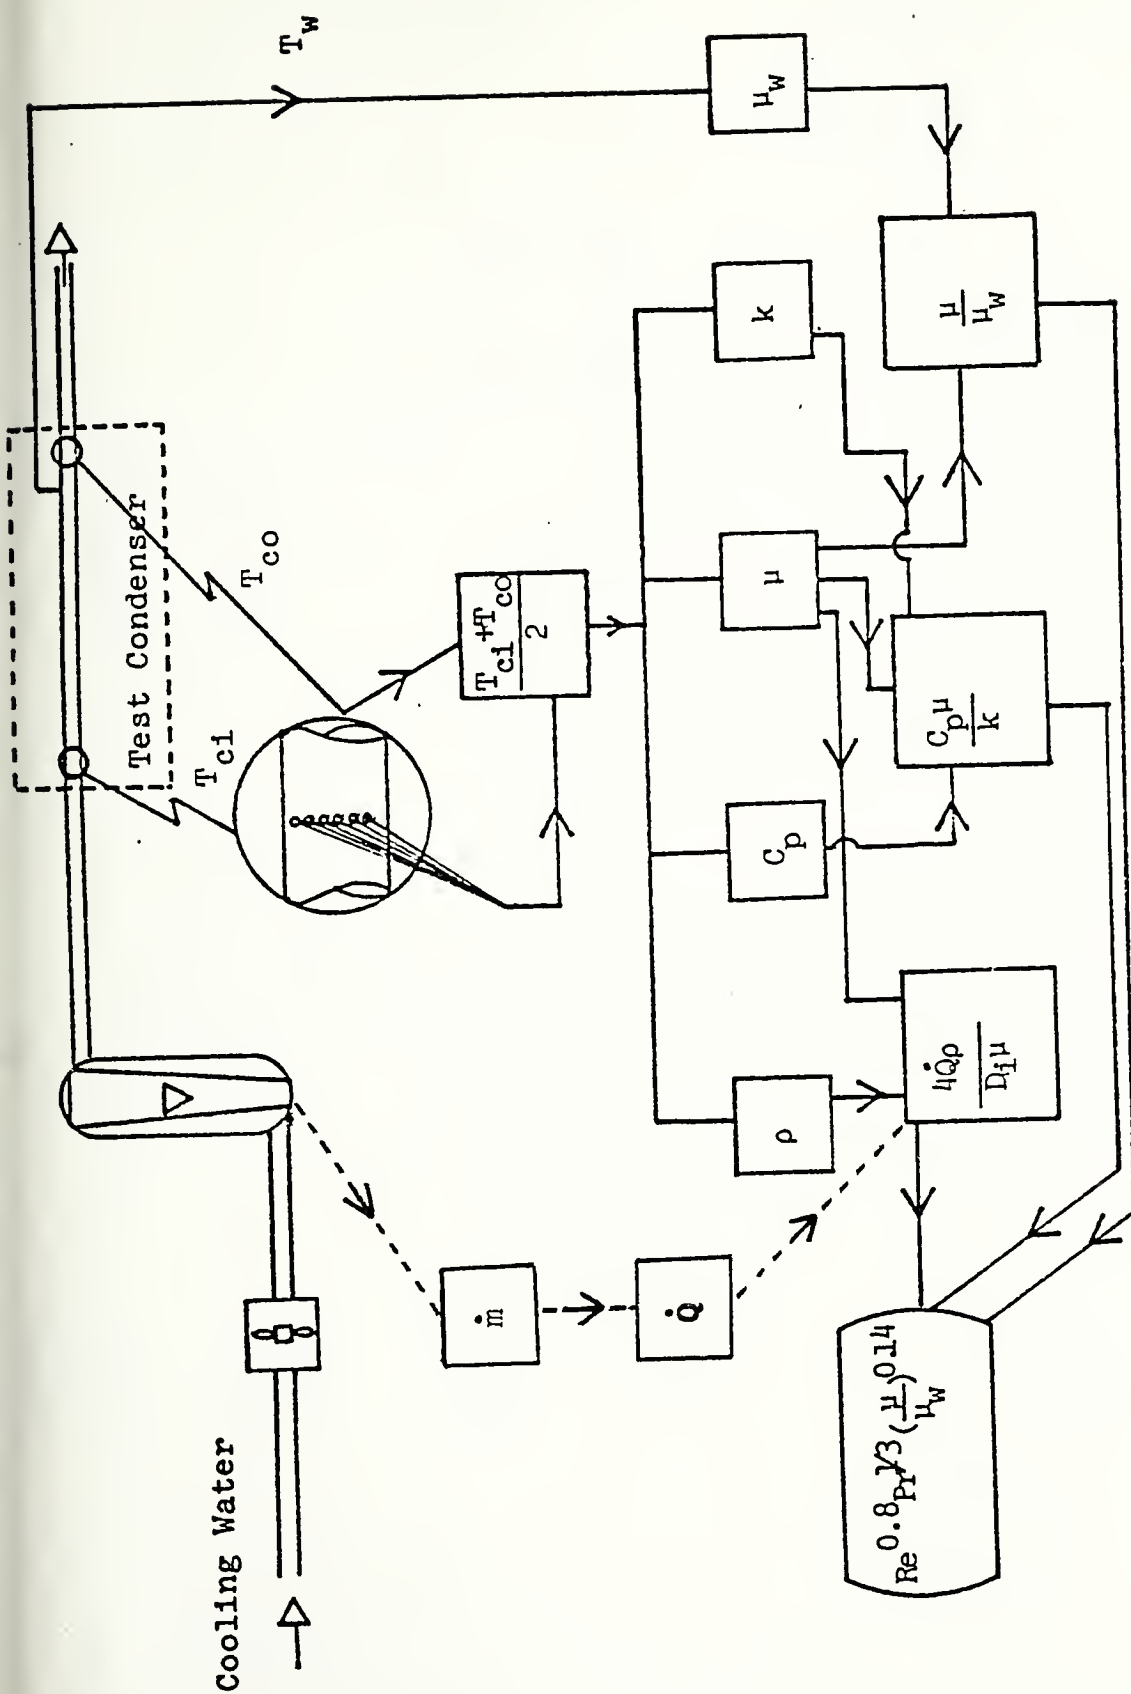 Cooling Water
Test Condenser
T_ci
T_co
T_w
T_ci+T_co
2
ṁ
Q̇
ρ
C_p
μ
k
μ_w
4Q̇ρ
D_iμ
C_pμ
k
μ
μ_w
Re^0.8 Pr^1/3 (μ/μ_w)^0.14